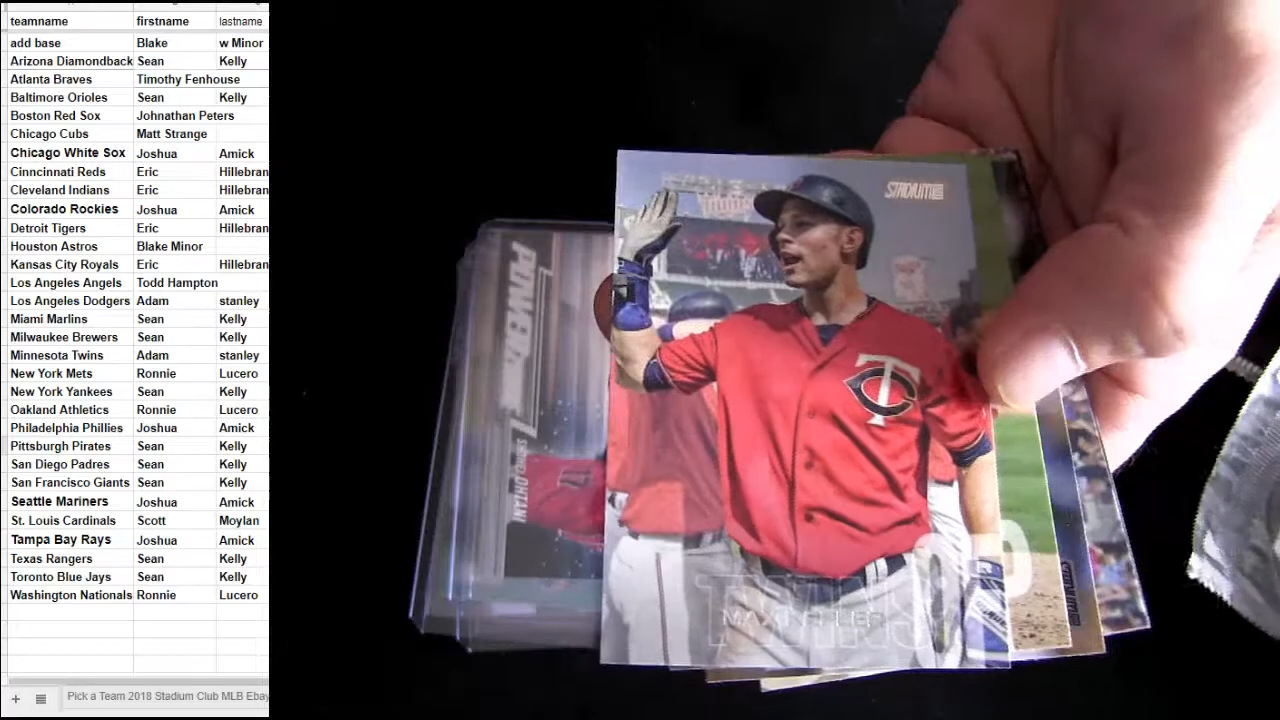 teamname firstname lastname
add base Blake w Minor
Arizona Diamondback Sean Kelly
Atlanta Braves Timothy Fenhouse
Baltimore Orioles Sean Kelly
Boston Red Sox Johnathan Peters
Chicago Cubs Matt Strange
Chicago White Sox Joshua Amick
Cinncinnati Reds Eric Hillebran
Cleveland Indians Eric Hillebran
Colorado Rockies Joshua Amick
Detroit Tigers Eric Hillebran
Houston Astros Blake Minor
Kansas City Royals Eric Hillebran
Los Angeles Angels Todd Hampton
Los Angeles Dodgers Adam stanley
Miami Marlins Sean Kelly
Milwaukee Brewers Sean Kelly
Minnesota Twins Adam stanley
New York Mets Ronnie Lucero
New York Yankees Sean Kelly
Oakland Athletics Ronnie Lucero
Philadelphia Phillies Joshua Amick
Pittsburgh Pirates Sean Kelly
San Diego Padres Sean Kelly
San Francisco Giants Sean Kelly
Seattle Mariners Joshua Amick
St. Louis Cardinals Scott Moylan
Tampa Bay Rays Joshua Amick
Texas Rangers Sean Kelly
Toronto Blue Jays Sean Kelly
Washington Nationals Ronnie Lucero
Pick a Team 2018 Stadium Club MLB Ebay
STADIUM
TC
POWER
OHTANI
17
TWINS
MAX KEPLER